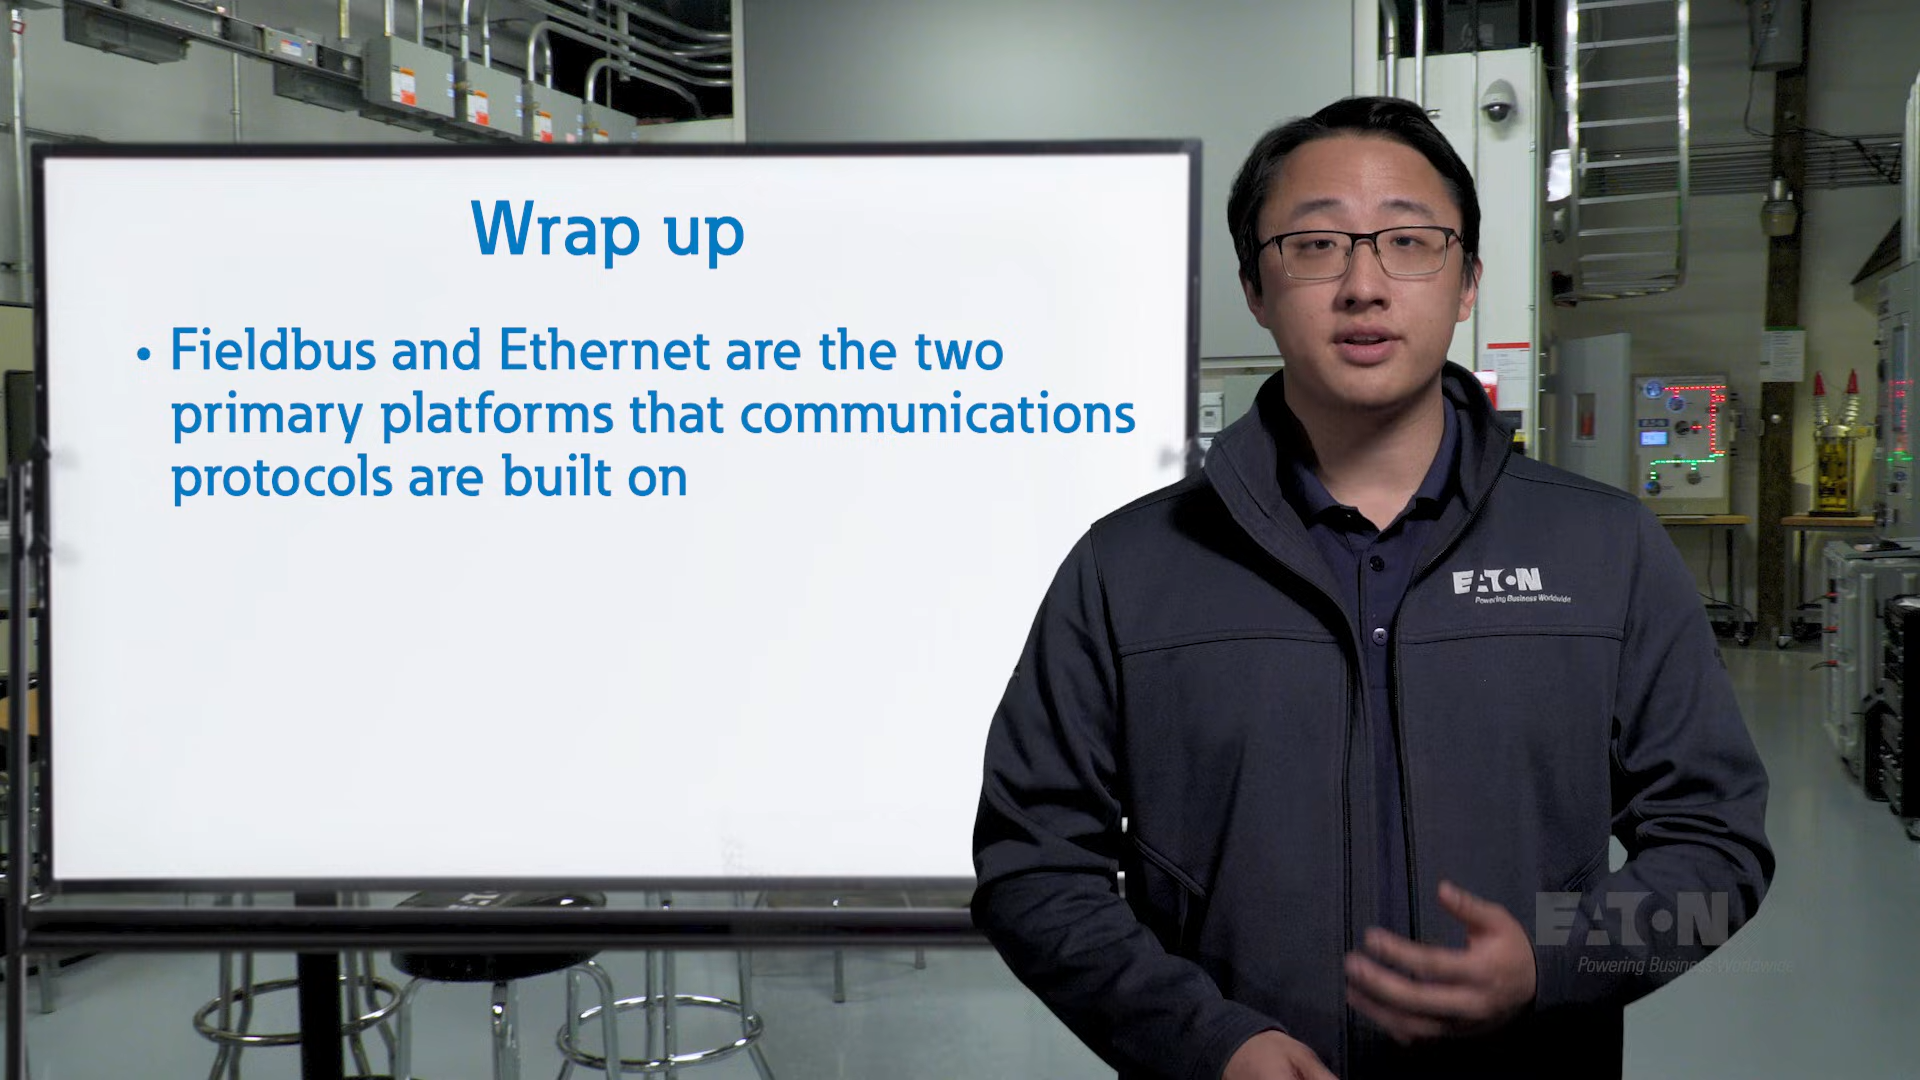 Wrap up
• Fieldbus and Ethernet are the two
primary platforms that communications
protocols are built on
EATON
Powering Business Worldwide
EATON
Powering Business Worldwide